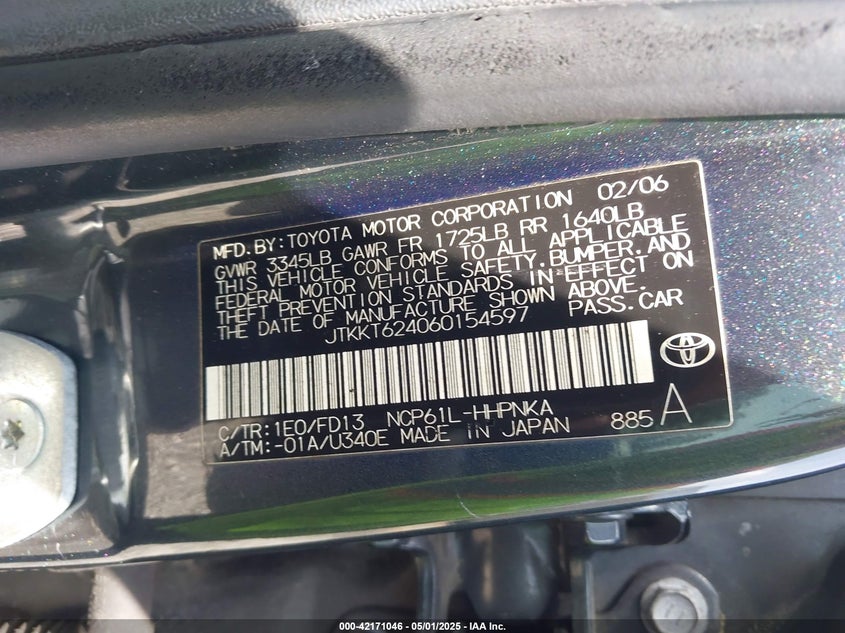 MFD.BY:TOYOTA MOTOR CORPORATION 02/06
GVWR 3345LB GAWR FR 1725LB RR 1640LB
THIS VEHICLE CONFORMS TO ALL APPLICABLE
FEDERAL MOTOR VEHICLE SAFETY,BUMPER,AND
THEFT PREVENTION STANDARDS IN EFFECT ON
THE DATE OF MANUFACTURE SHOWN ABOVE.
JTKKT624060154597 PASS.CAR
C/TR:1E0/FD13 NCP61L-HHPNKA
A/TM:-01A/U340E MADE IN JAPAN 885 A
000-42171046 - 05/01/2025 - IAA Inc.